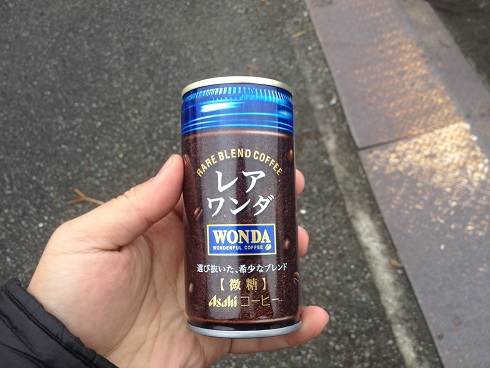 RARE BLEND COFFEE
レア
ワンダ
WONDA
WONDERFUL COFFEE
選び抜いた、希少なブレンド
【微糖】
Asahi コーヒー